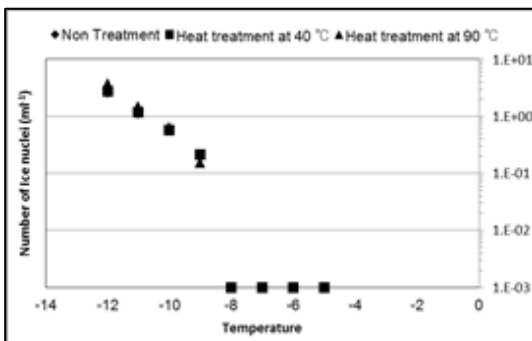 ◆Non Treatment ■Heat treatment at 40 ℃ ▲Heat treatment at 90 ℃
Number of Ice nuclei (ml⁻¹)
1.E+01
1.E+00
1.E-01
1.E-02
1.E-03
-14 -12 -10 -8 -6 -4 -2 0
Temperature